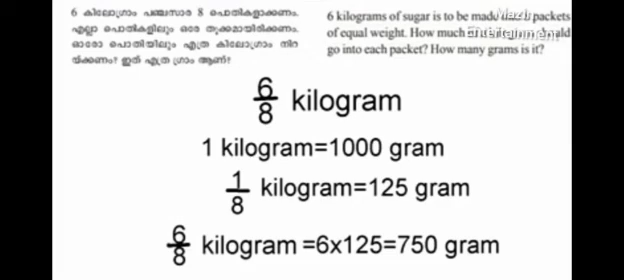 6 കിലോഗ്രാം പഞ്ചസാര 8 പൊതികളാക്കണം.
എല്ലാ പൊതികളിലും ഒരേ തൂക്കമായിരിക്കണം.
ഓരോ പൊതിയിലും എത്ര കിലോഗ്രാം നിറ
യ്ക്കണം? ഇത് എത്ര ഗ്രാം ആണ്?
6 kilograms of sugar is to be made packets
of equal weight. How much
go into each packet? How many grams is it?
Entertainment
6/8 kilogram
1 kilogram=1000 gram
1/8 kilogram=125 gram
6/8 kilogram =6x125=750 gram